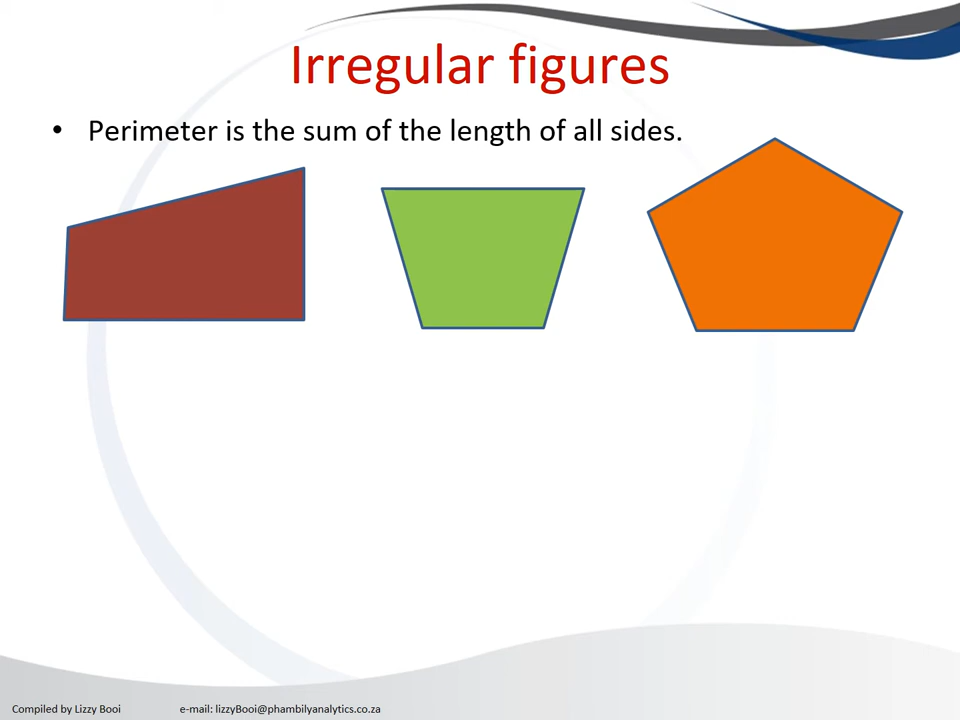 Irregular figures
• Perimeter is the sum of the length of all sides.
Compiled by Lizzy Booi e-mail: lizzyBooi@phambilyanalytics.co.za